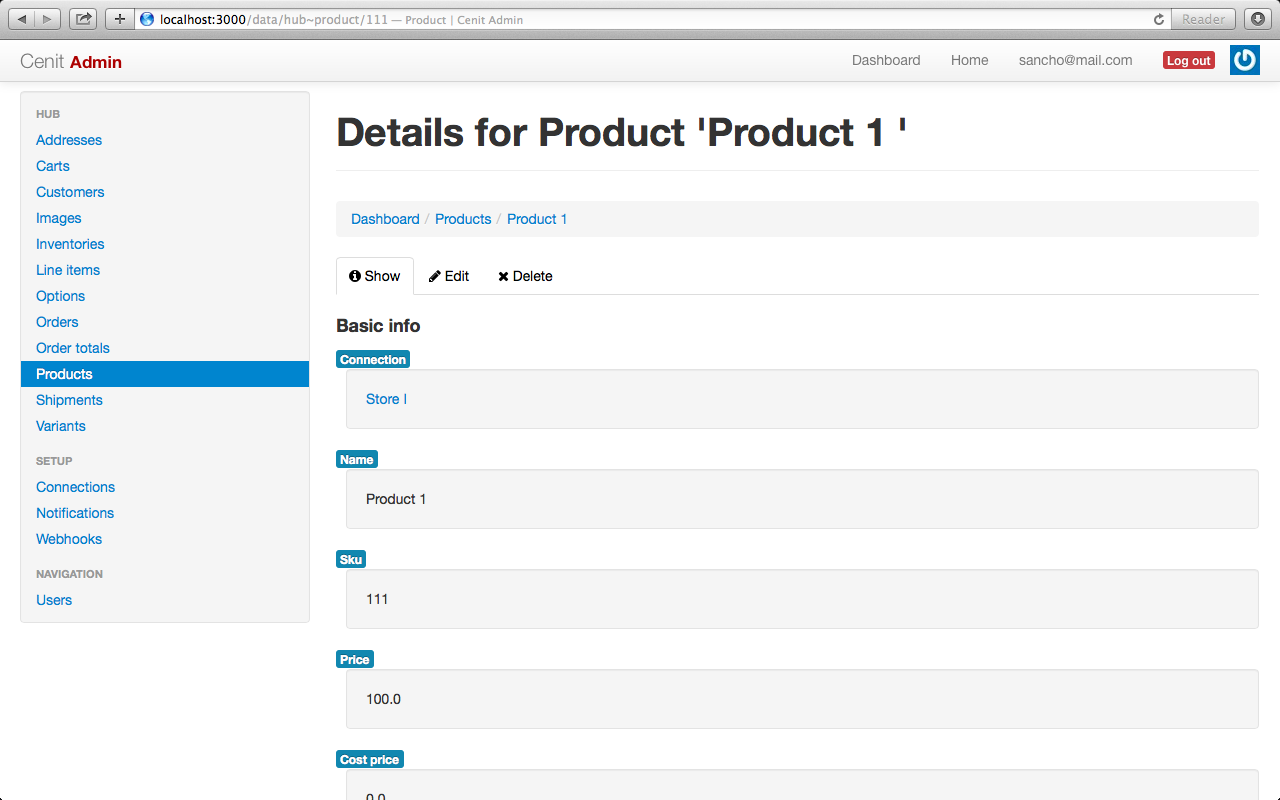 localhost:3000/data/hub~product/111 — Product | Cenit Admin
Reader
Cenit Admin
Dashboard
Home
sancho@mail.com
Log out
HUB
Addresses
Carts
Customers
Images
Inventories
Line items
Options
Orders
Order totals
Products
Shipments
Variants
SETUP
Connections
Notifications
Webhooks
NAVIGATION
Users
Details for Product 'Product 1 '
Dashboard / Products / Product 1
Show
Edit
Delete
Basic info
Connection
Store I
Name
Product 1
Sku
111
Price
100.0
Cost price
0.0